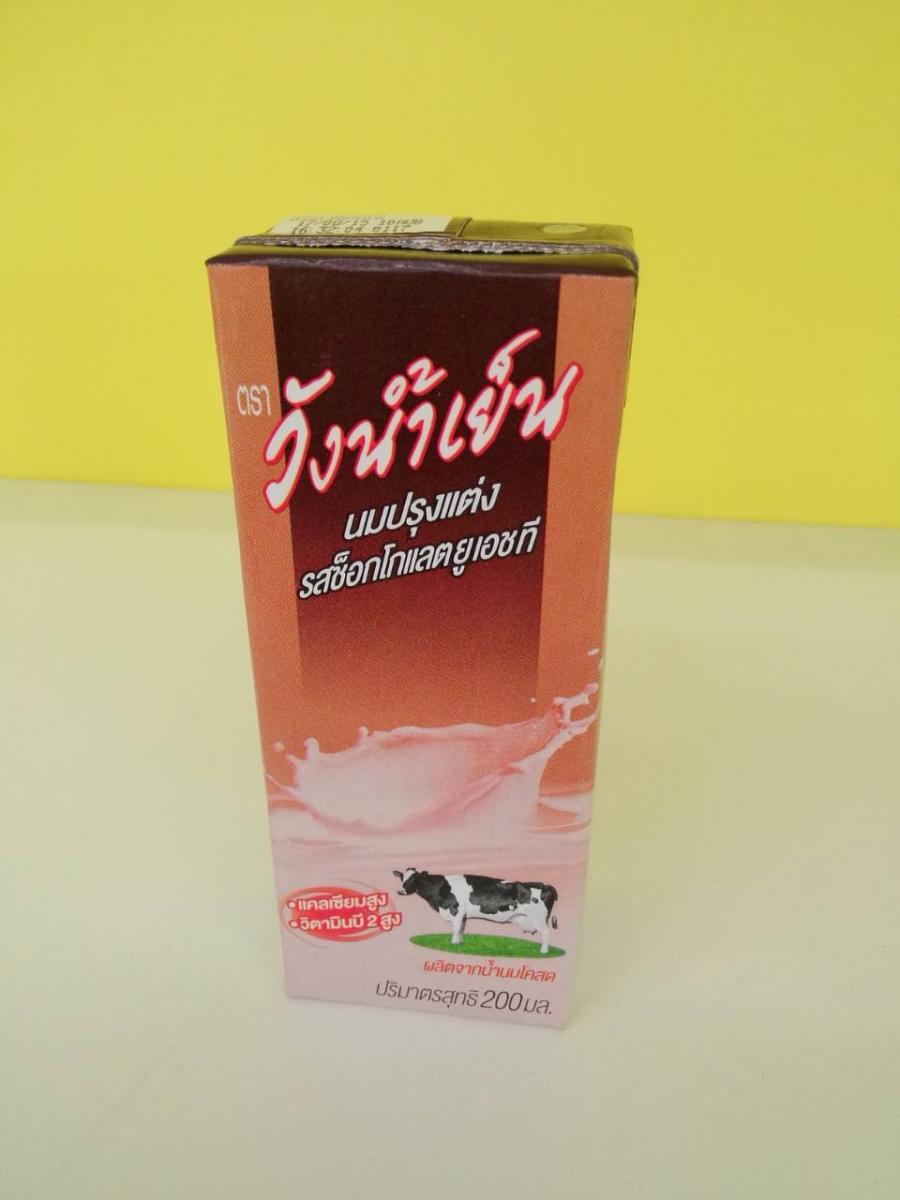 ตรา วังน้ำเย็น
นมปรุงแต่ง
รสช็อกโกแลตยูเอชที
• แคลเซียมสูง
• วิตามินบี 2 สูง
ผลิตจากน้ำนมโคสด
ปริมาตรสุทธิ 200 มล.